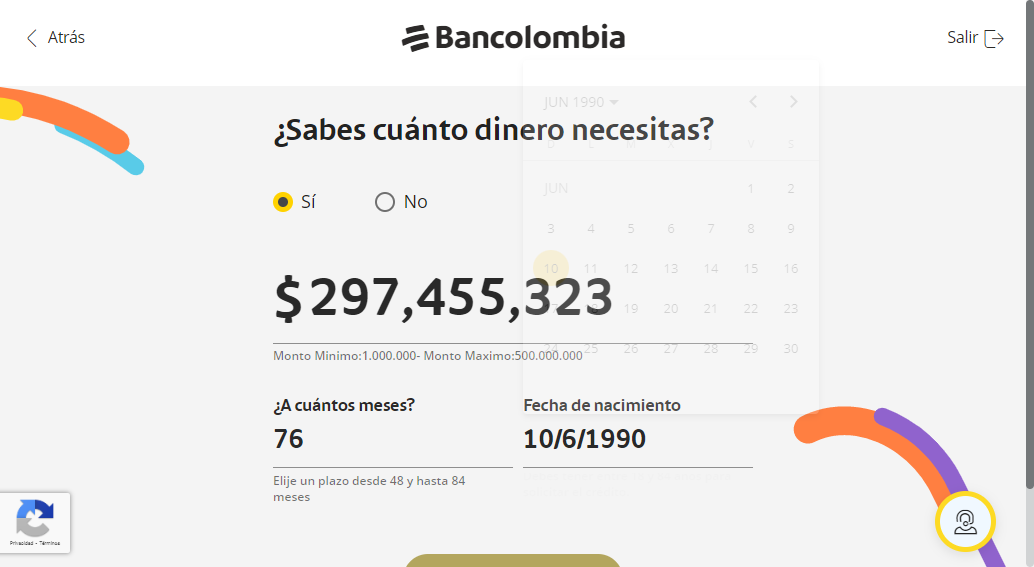 Atrás
Bancolombia
Salir
JUN 1990
¿Sabes cuánto dinero necesitas?
D L M X J V S
Sí
No
JUN 1 2
3 4 5 6 7 8 9
10 11 12 13 14 15 16
$ 297,455,323
17 18 19 20 21 22 23
24 25 26 27 28 29 30
Monto Minimo:1.000.000- Monto Maximo:500.000.000
¿A cuántos meses?
Fecha de nacimiento
76
10/6/1990
Elije un plazo desde 48 y hasta 84
meses
Privacidad - Términos